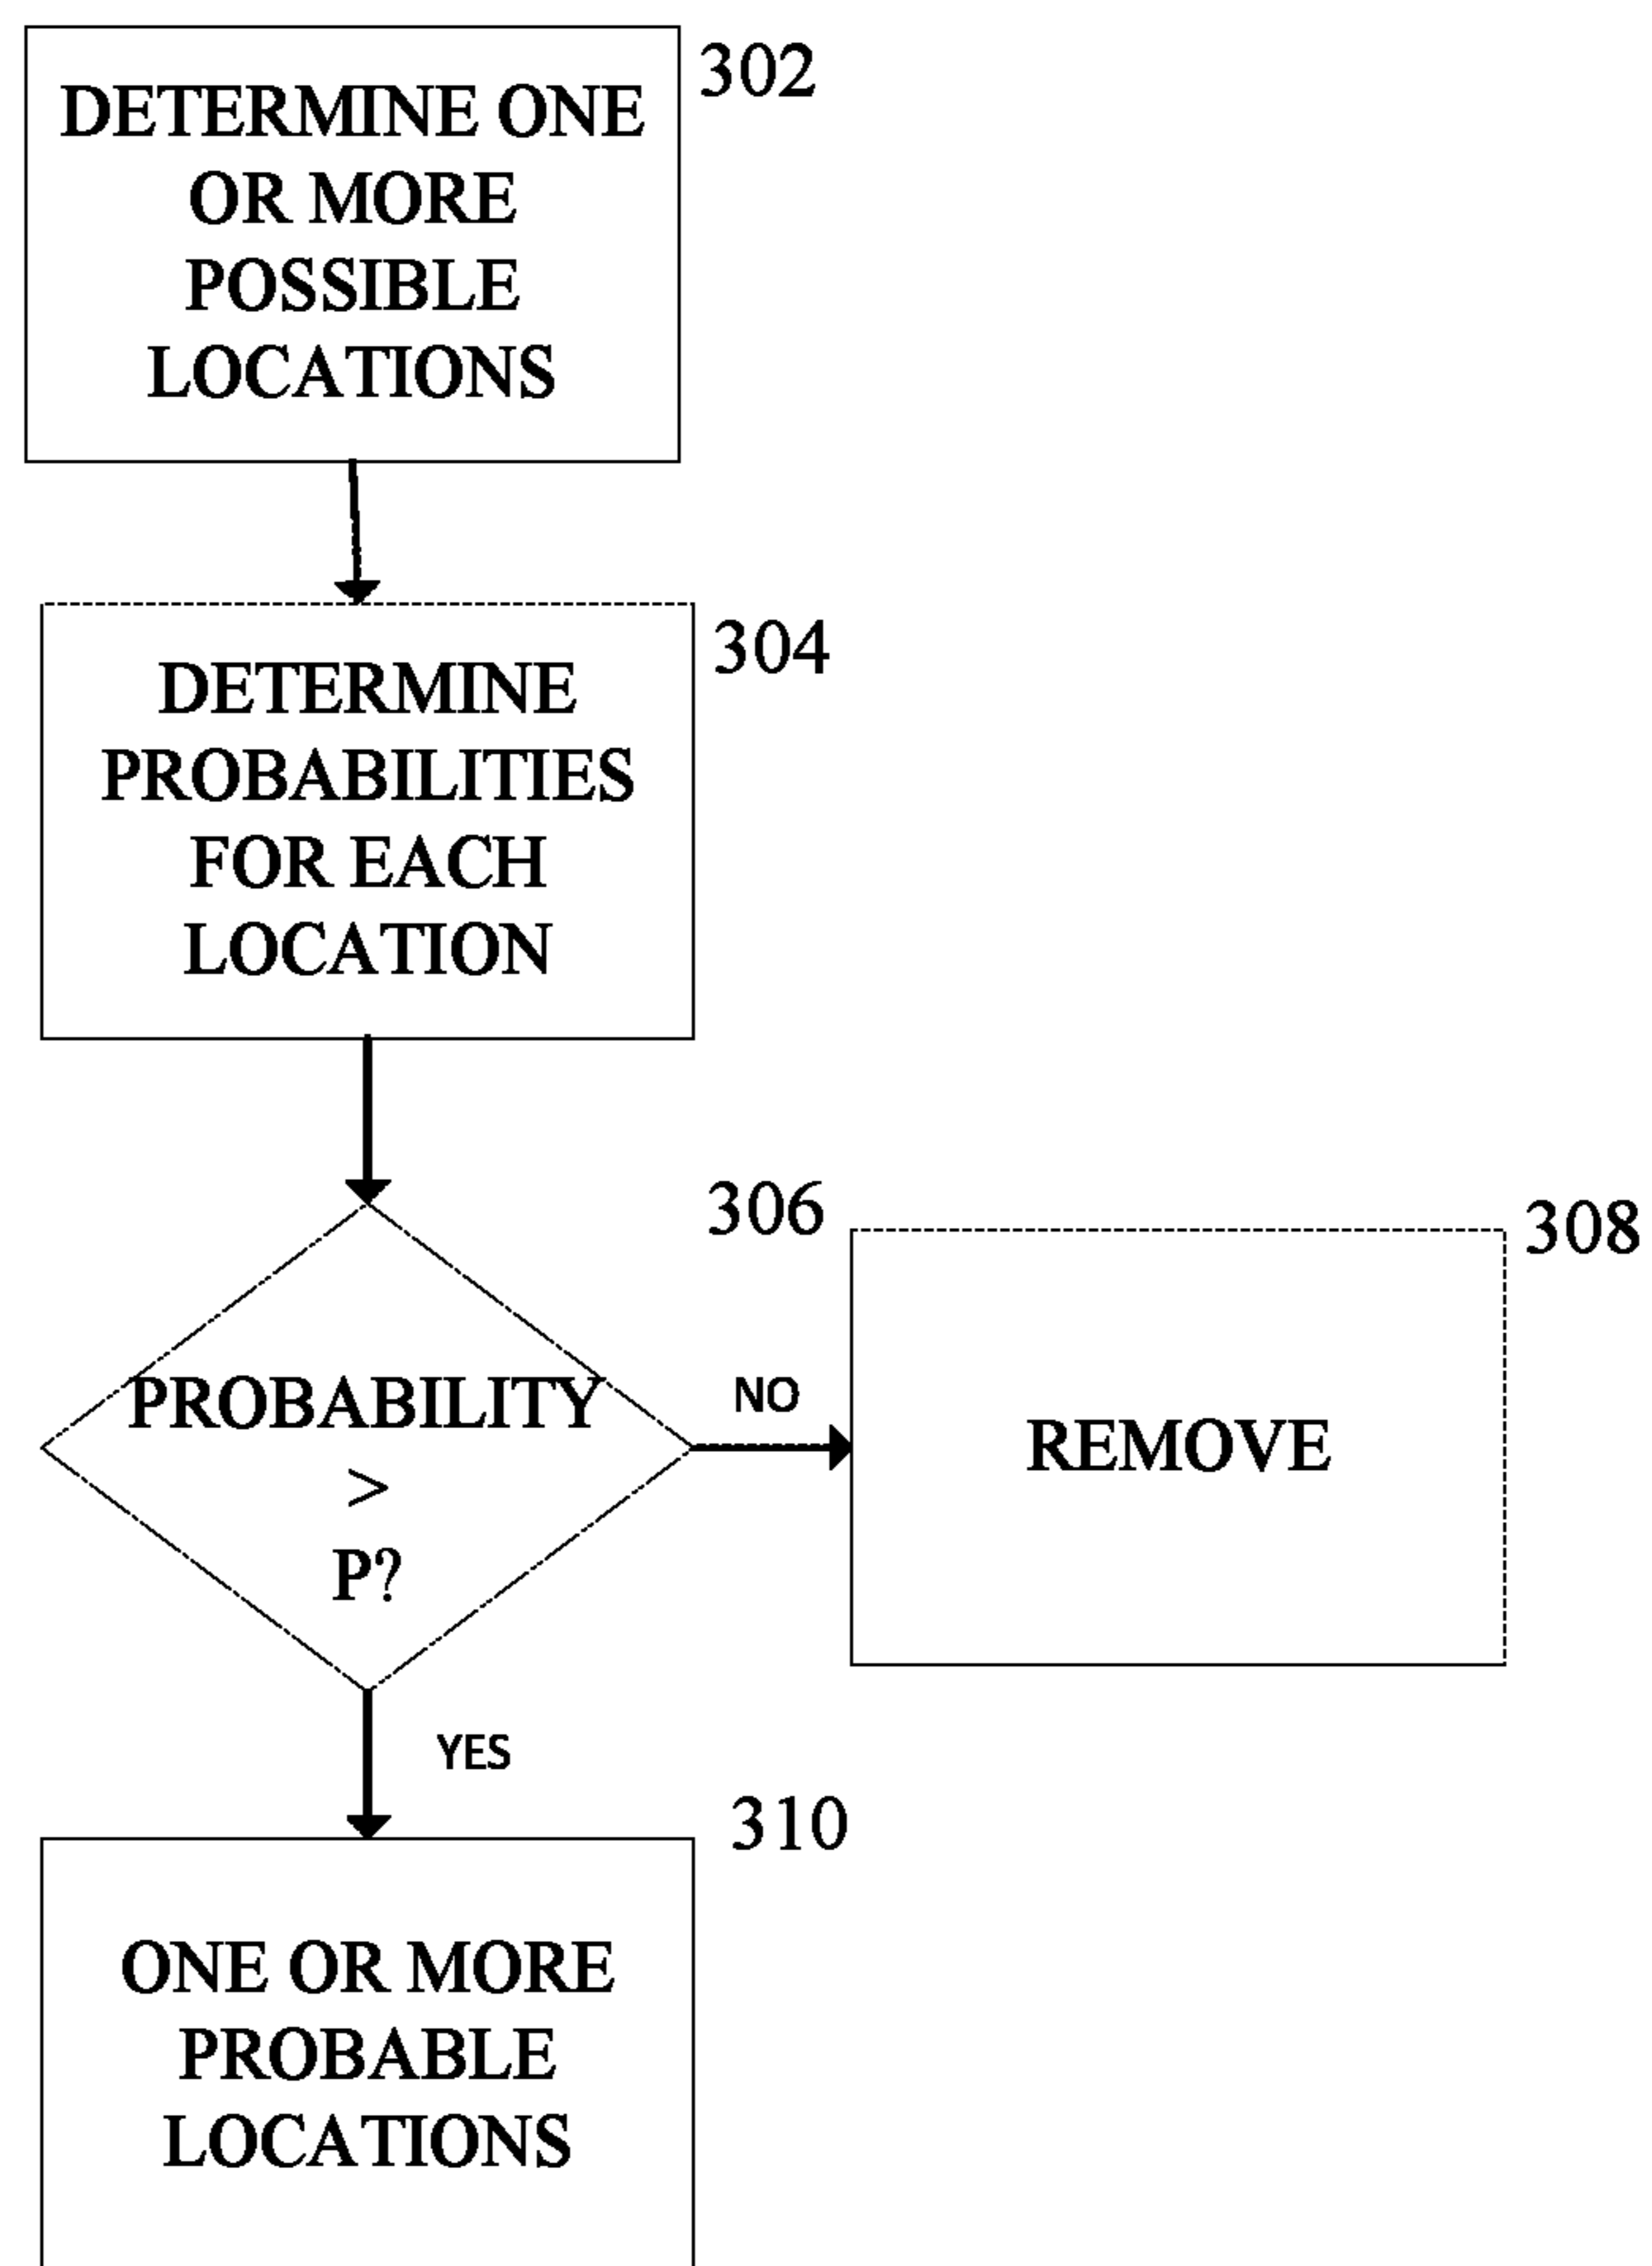 302
DETERMINE ONE
OR MORE
POSSIBLE
LOCATIONS
304
DETERMINE
PROBABILITIES
FOR EACH
LOCATION
306
PROBABILITY
>
P?
NO
308
REMOVE
YES
310
ONE OR MORE
PROBABLE
LOCATIONS